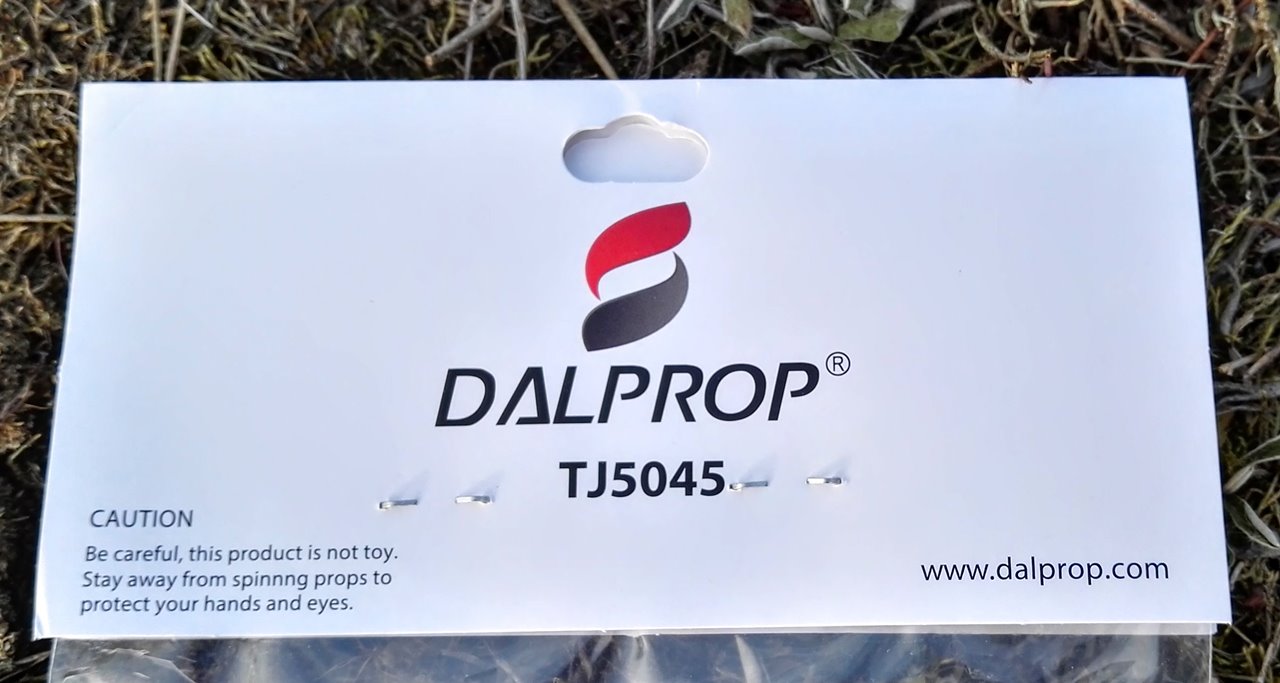 DALPROP®
TJ5045
CAUTION
Be careful, this product is not toy.
Stay away from spinnng props to
protect your hands and eyes.
www.dalprop.com